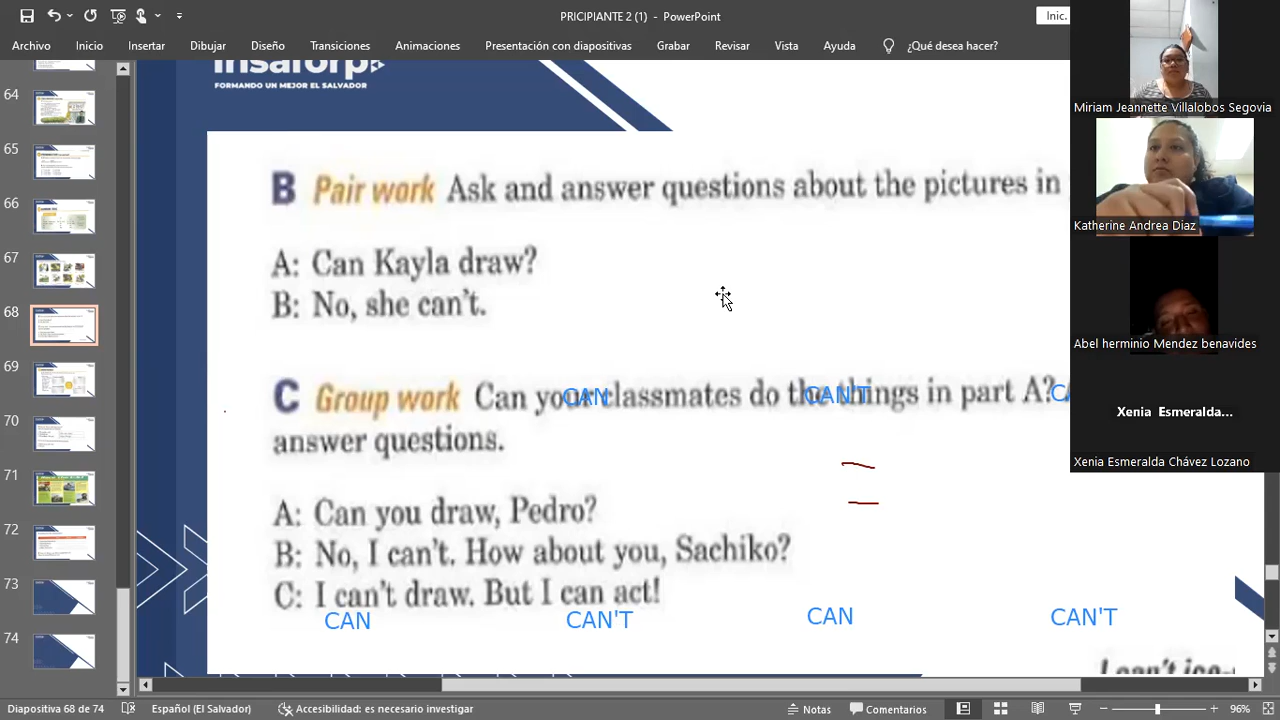 PRICIPIANTE 2 (1) - PowerPoint
Inic.
Archivo Inicio Insertar Dibujar Diseño Transiciones Animaciones Presentación con diapositivas Grabar Revisar Vista Ayuda ¿Qué desea hacer?
insaforp
FORMANDO UN MEJOR EL SALVADOR
B Pair work Ask and answer questions about the pictures in
A: Can Kayla draw?
B: No, she can't.
C Group work Can your classmates do the things in part A?
answer questions.
CAN CAN'T
A: Can you draw, Pedro?
B: No, I can't. How about you, Sachiko?
C: I can't draw. But I can act!
CAN CAN'T CAN CAN'T
I can't ice-
64
65
66
67
68
69
70
71
72
73
74
Miriam Jeannette Villalobos Segovia
Katherine Andrea Diaz
Abel herminio Mendez benavides
Xenia Esmeralda...
Xenia Esmeralda Chávez Lozano
Diapositiva 68 de 74 Español (El Salvador) Accesibilidad: es necesario investigar Notas Comentarios 96%